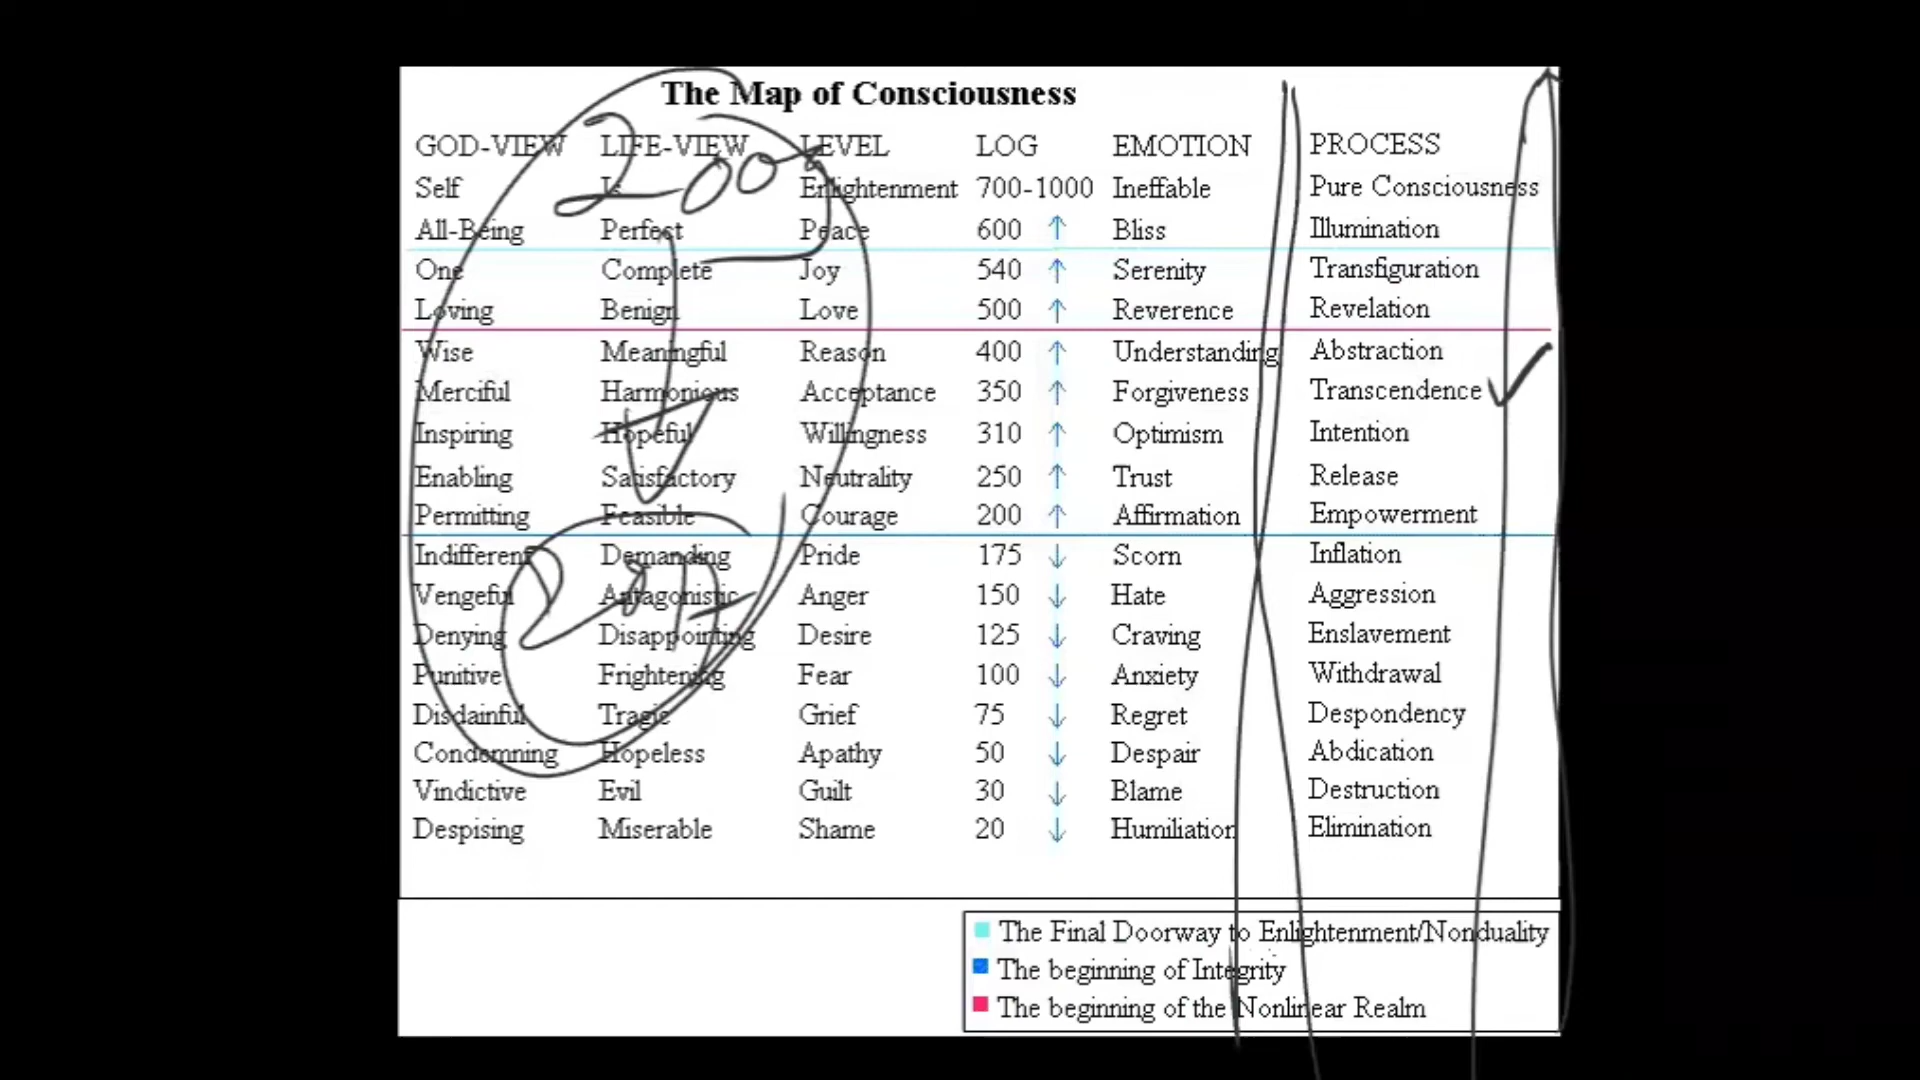 The Map of Consciousness
GOD-VIEW LIFE-VIEW LEVEL LOG EMOTION PROCESS
Self Is Enlightenment 700-1000 Ineffable Pure Consciousness
All-Being Perfect Peace 600 ↑ Bliss Illumination
One Complete Joy 540 ↑ Serenity Transfiguration
Loving Benign Love 500 ↑ Reverence Revelation
Wise Meaningful Reason 400 ↑ Understanding Abstraction
Merciful Harmonious Acceptance 350 ↑ Forgiveness Transcendence
Inspiring Hopeful Willingness 310 ↑ Optimism Intention
Enabling Satisfactory Neutrality 250 ↑ Trust Release
Permitting Feasible Courage 200 ↑ Affirmation Empowerment
Indifferent Demanding Pride 175 ↓ Scorn Inflation
Vengeful Antagonistic Anger 150 ↓ Hate Aggression
Denying Disappointing Desire 125 ↓ Craving Enslavement
Punitive Frightening Fear 100 ↓ Anxiety Withdrawal
Disdainful Tragic Grief 75 ↓ Regret Despondency
Condemning Hopeless Apathy 50 ↓ Despair Abdication
Vindictive Evil Guilt 30 ↓ Blame Destruction
Despising Miserable Shame 20 ↓ Humiliation Elimination
The Final Doorway to Enlightenment/Nonduality
The beginning of Integrity
The beginning of the Nonlinear Realm
200